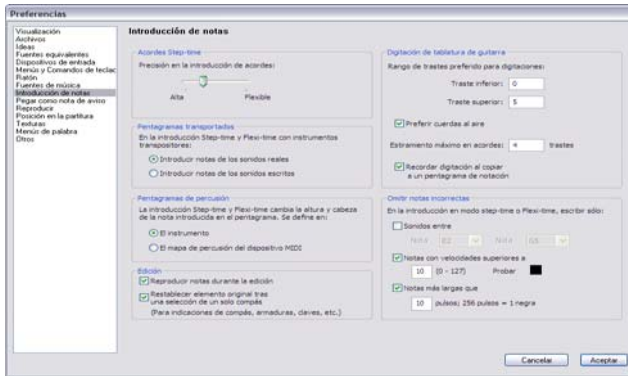 Preferencias
Visualización
Archivos
Ideas
Fuentes equivalentes
Dispositivos de entrada
Menús y Comandos de teclac
Ratón
Fuentes de música
Introducción de notas
Pegar como nota de aviso
Reproducir
Posición en la partitura
Texturas
Menús de palabra
Otros
Introducción de notas
Acordes Step-time
Precisión en la introducción de acordes:
Alta Flexible
Pentagramas transportados
En la introducción Step-time y Flexi-time con instrumentos
transpositores:
Introducir notas de los sonidos reales
Introducir notas de los sonidos escritos
Pentagramas de percusión
La introducción Step-time y Flexi-time cambia la altura y cabeza
de la nota introducida en el pentagrama. Se define en:
El instrumento
El mapa de percusión del dispositivo MIDI
Edición
Reproducir notas durante la edición
Restablecer elemento original tras
una selección de un solo compás
(Para indicaciones de compás, armaduras, claves, etc.)
Digitación de tablatura de guitarra
Rango de trastes preferido para digitaciones:
Traste inferior: 0
Traste superior: 5
Preferir cuerdas al aire
Estiramiento máximo en acordes: 4 trastes
Recordar digitación al copiar
a un pentagrama de notación
Omitir notas incorrectas
En la introducción en modo step-time o Flexi-time, escribir sólo:
Sonidos entre
Notas con velocidades superiores a
10 (0 - 127) Probar
Notas más largas que
10 pulsos; 256 pulsos = 1 negra
Cancelar Aceptar